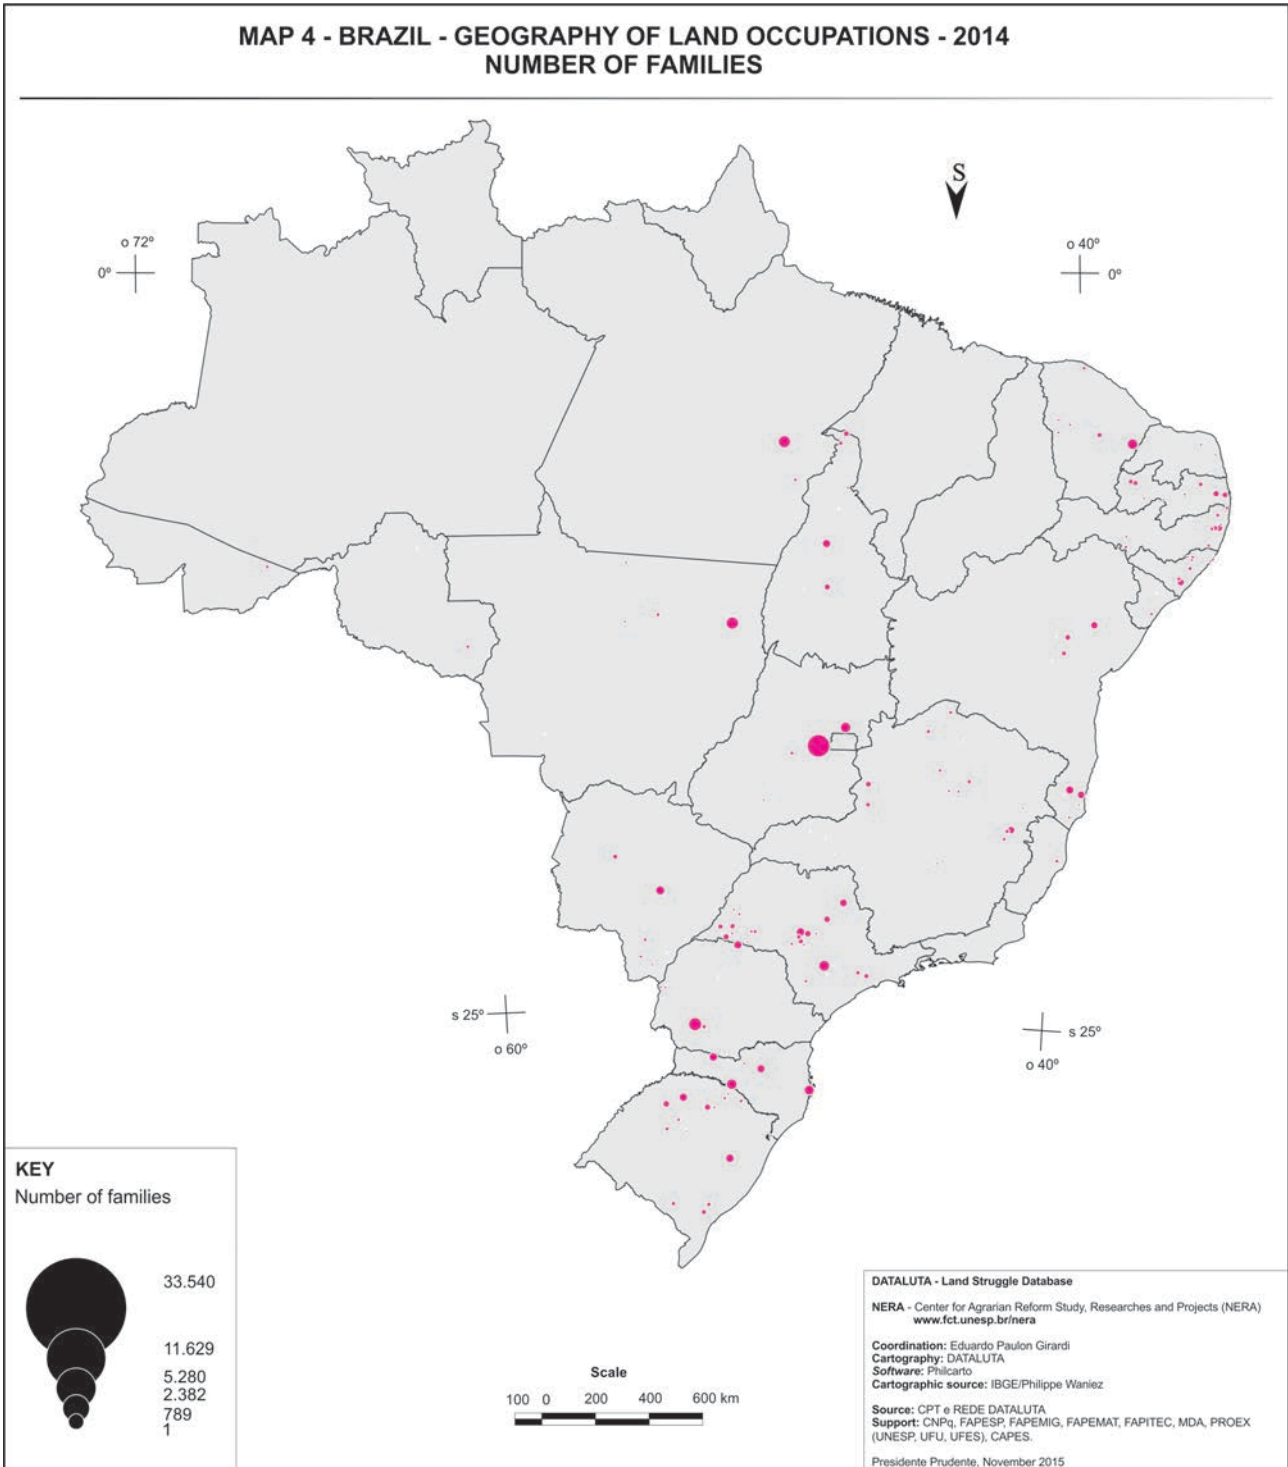 MAP 4 - BRAZIL - GEOGRAPHY OF LAND OCCUPATIONS - 2014
NUMBER OF FAMILIES
S
o 72º
0º
o 40º
0º
s 25º
o 60º
s 25º
o 40º
KEY
Number of families
33.540
11.629
5.280
2.382
789
1
Scale
100 0 200 400 600 km
DATALUTA - Land Struggle Database
NERA - Center for Agrarian Reform Study, Researches and Projects (NERA)
www.fct.unesp.br/nera
Coordination: Eduardo Paulon Girardi
Cartography: DATALUTA
Software: Philcarto
Cartographic source: IBGE/Philippe Waniez
Source: CPT e REDE DATALUTA
Support: CNPq, FAPESP, FAPEMIG, FAPEMAT, FAPITEC, MDA, PROEX
(UNESP, UFU, UFES), CAPES.
Presidente Prudente, November 2015